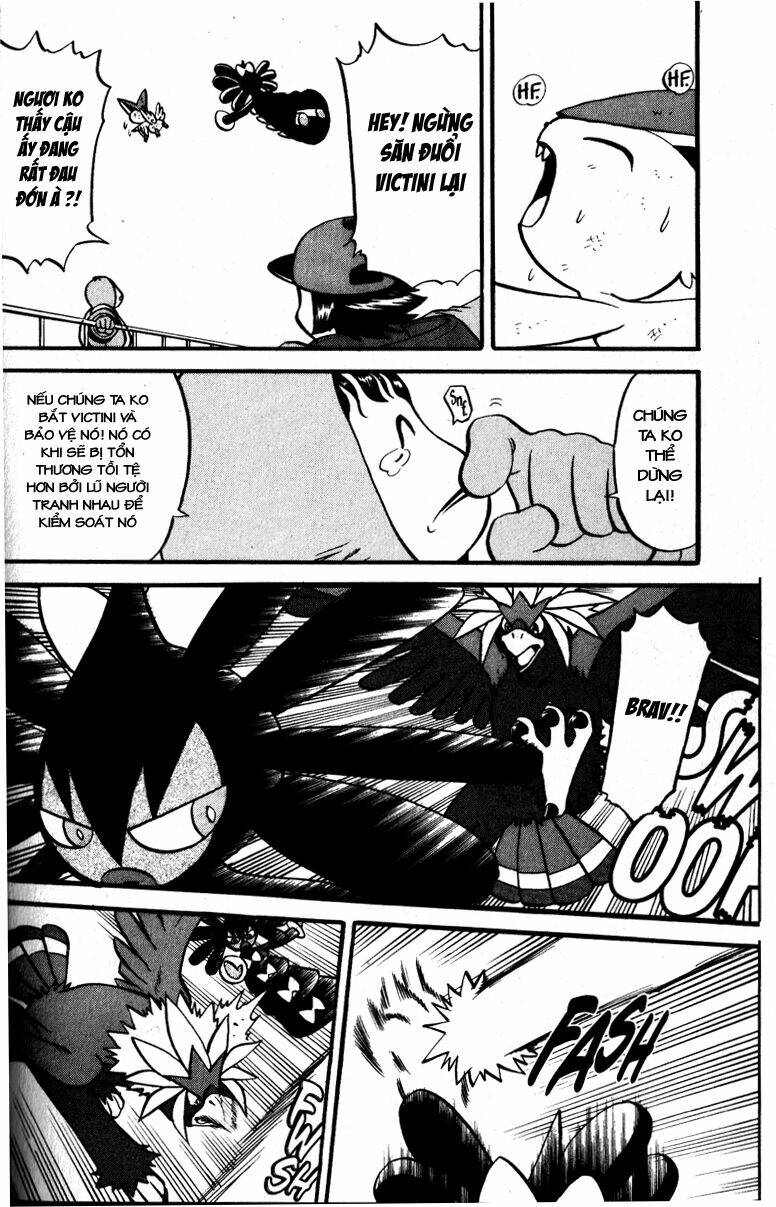 HF.
HF.
HEY! NGỪNG
SĂN ĐUỔI
VICTINI LẠI
NGƯƠI KO
THẤY CẬU
ẤY ĐANG
RẤT ĐAU
ĐỚN À ?!
CHÚNG
TA KO
THỂ
DỪNG
LẠI!
Snf
NẾU CHÚNG TA KO
BẮT VICTINI VÀ
BẢO VỆ NÓ! NÓ CÓ
KHI SẼ BỊ TỔN
THƯƠNG TỒI TỆ
HƠN BỞI LŨ NGƯỜI
TRANH NHAU ĐỂ
KIỂM SOÁT NÓ
BRAV!!
FASH
FW
SH